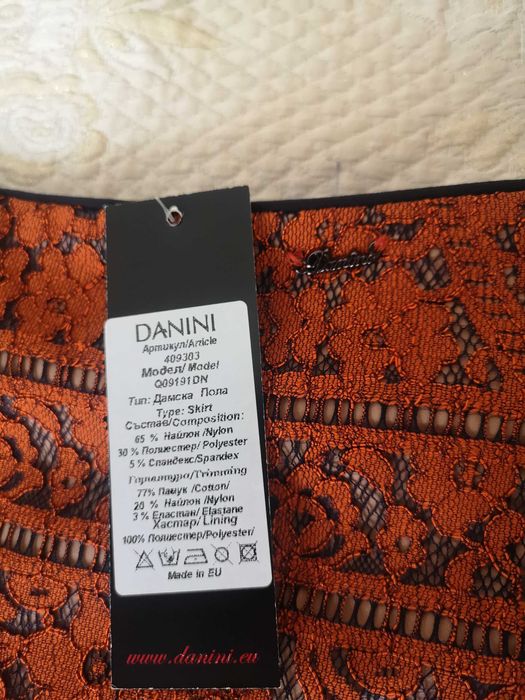 DANINI
Артикул/Article
409303
Модел/ Model
Q09191DN
Тип: Дамска Пола
Type: Skirt
Състав/Composition:
65 % Найлон /Nylon
30 % Полиестер/ Polyester
5 % Спандекс/Spandex
Гарнитура/Trimming
77% Памук /Cotton/
20 % Найлон /Nylon
3 % Еластан/ Elastane
Хастар/ Lining
100% Полиестер/Polyester/
Made in EU
www.danini.eu
Danini